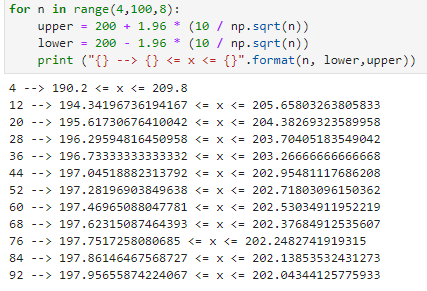 for n in range(4,100,8):
    upper = 200 + 1.96 * (10 / np.sqrt(n))
    lower = 200 - 1.96 * (10 / np.sqrt(n))
    print ("{} --> {} <= x <= {}".format(n, lower,upper))
4 --> 190.2 <= x <= 209.8
12 --> 194.34196736194167 <= x <= 205.65803263805833
20 --> 195.61730676410042 <= x <= 204.38269323589958
28 --> 196.29594816450958 <= x <= 203.70405183549042
36 --> 196.73333333333332 <= x <= 203.26666666666668
44 --> 197.04518882313792 <= x <= 202.95481117686208
52 --> 197.28196903849638 <= x <= 202.71803096150362
60 --> 197.46965088047781 <= x <= 202.53034911952219
68 --> 197.62315087464393 <= x <= 202.37684912535607
76 --> 197.7517258080685 <= x <= 202.2482741919315
84 --> 197.86146467568727 <= x <= 202.13853532431273
92 --> 197.95655874224067 <= x <= 202.04344125775933